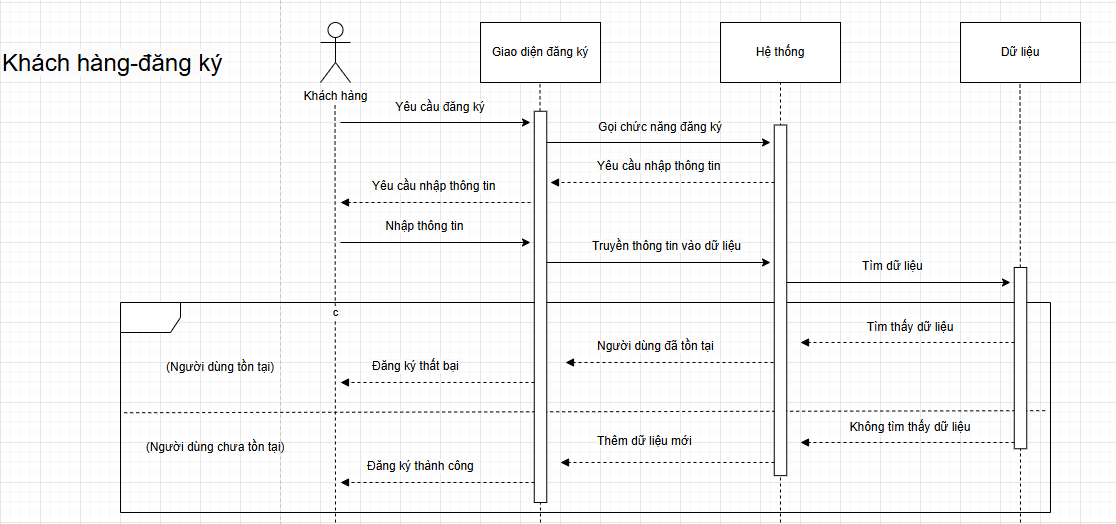 Khách hàng-đăng ký
Khách hàng
Giao diện đăng ký
Hệ thống
Dữ liệu
Yêu cầu đăng ký
Gọi chức năng đăng ký
Yêu cầu nhập thông tin
Yêu cầu nhập thông tin
Nhập thông tin
Truyền thông tin vào dữ liệu
Tìm dữ liệu
c
Tìm thấy dữ liệu
Người dùng đã tồn tại
(Người dùng tồn tại)
Đăng ký thất bại
Không tìm thấy dữ liệu
Thêm dữ liệu mới
(Người dùng chưa tồn tại)
Đăng ký thành công